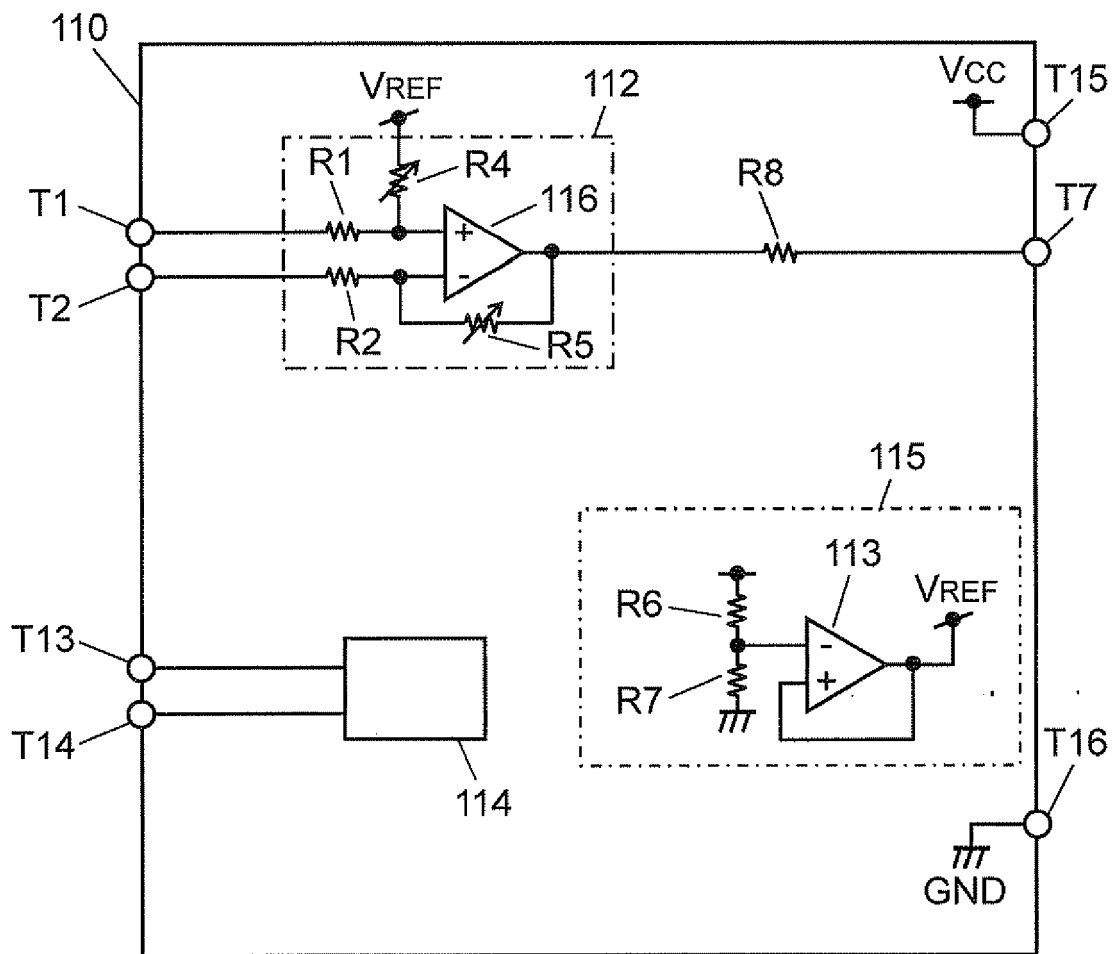 110
VREF
112
VCC
T15
R1
R4
116
R8
T7
T1
+
-
T2
R2
R5
115
113
VREF
R6
-
+
R7
T13
T14
114
T16
GND